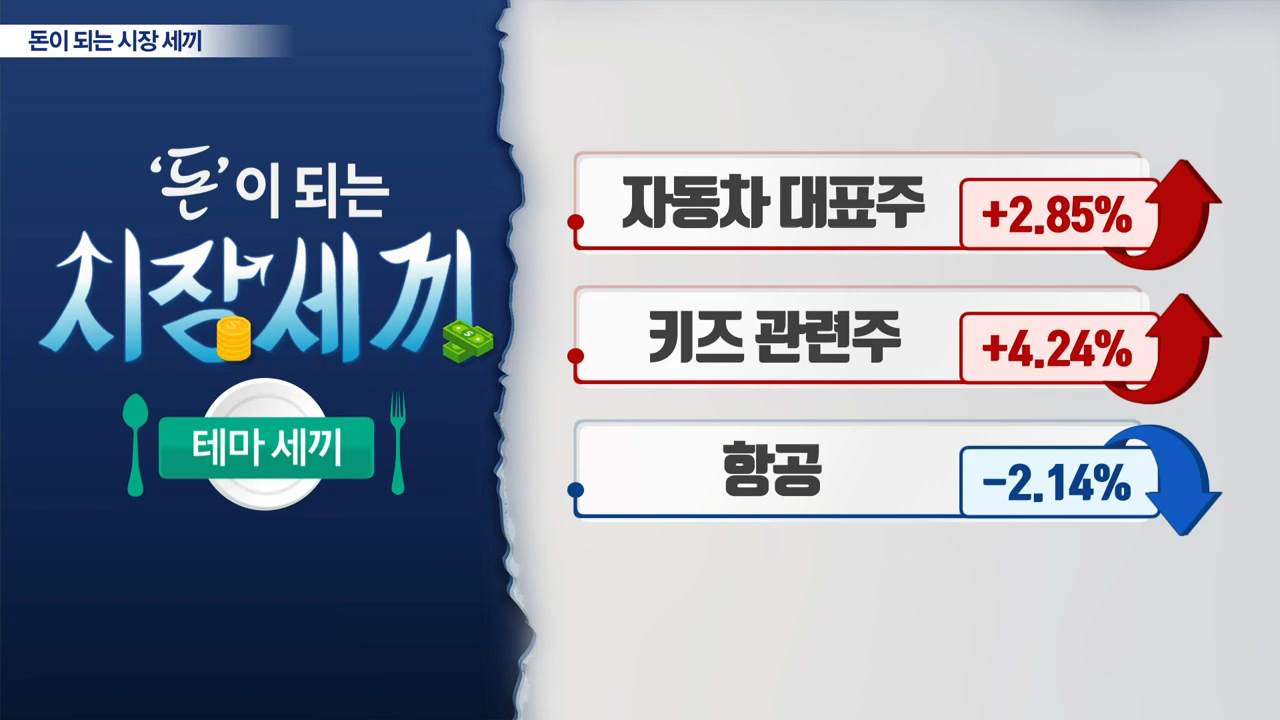 돈이 되는 시장 세끼
‘돈’이 되는
시장세끼
테마 세끼
자동차 대표주
+2.85%
키즈 관련주
+4.24%
항공
-2.14%